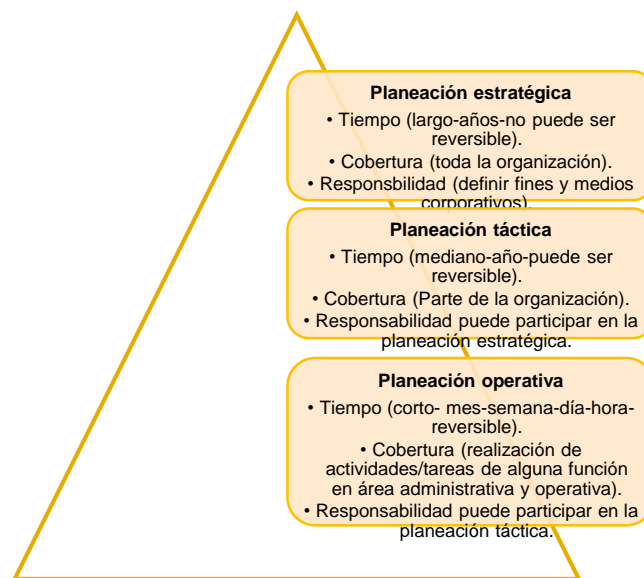 Planeación estratégica
• Tiempo (largo-años-no puede ser
reversible).
• Cobertura (toda la organización).
• Responsbilidad (definir fines y medios
corporativos)
Planeación táctica
• Tiempo (mediano-año-puede ser
reversible).
• Cobertura (Parte de la organización).
• Responsabilidad puede participar en la
planeación estratégica.
Planeación operativa
• Tiempo (corto- mes-semana-día-hora-
reversible).
• Cobertura (realización de
actividades/tareas de alguna función
en área administrativa y operativa).
• Responsabilidad puede participar en la
planeación táctica.